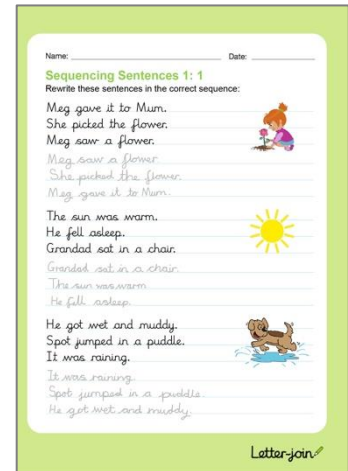 Name: Date:
Sequencing Sentences 1: 1
Rewrite these sentences in the correct sequence:
Meg gave it to Mum.
She picked the flower.
Meg saw a flower.
Meg saw a flower.
She picked the flower.
Meg gave it to Mum.
The sun was warm.
He fell asleep.
Grandad sat in a chair.
Grandad sat in a chair.
The sun was warm.
He fell asleep.
He got wet and muddy.
Spot jumped in a puddle.
It was raining.
It was raining.
Spot jumped in a puddle.
He got wet and muddy.
Letter-join